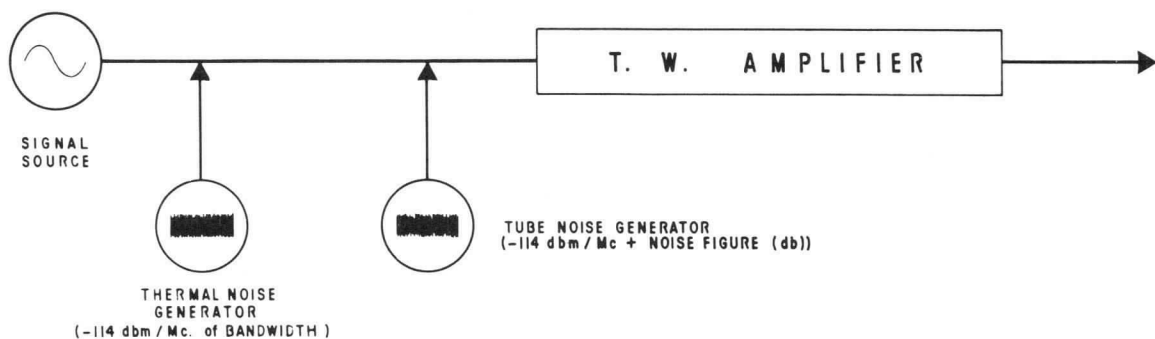 T. W. AMPLIFIER
SIGNAL
SOURCE
TUBE NOISE GENERATOR
(-114 dbm/Mc + NOISE FIGURE (db))
THERMAL NOISE
GENERATOR
(-114 dbm/Mc. of BANDWIDTH)